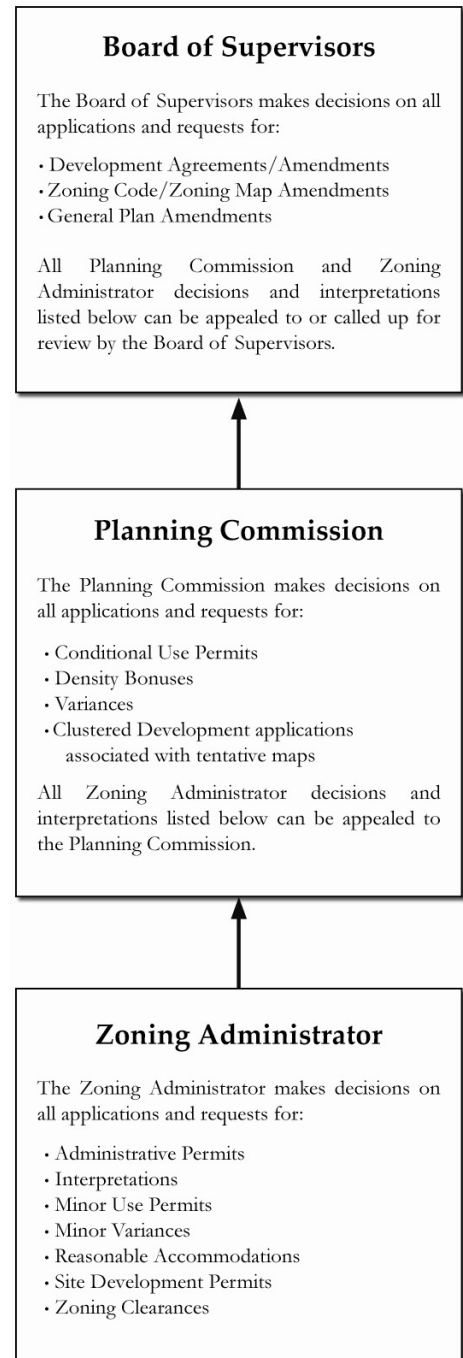 Board of Supervisors
The Board of Supervisors makes decisions on all
applications and requests for:
· Development Agreements/Amendments
· Zoning Code/Zoning Map Amendments
· General Plan Amendments
All Planning Commission and Zoning
Administrator decisions and interpretations
listed below can be appealed to or called up for
review by the Board of Supervisors.
Planning Commission
The Planning Commission makes decisions on
all applications and requests for:
· Conditional Use Permits
· Density Bonuses
· Variances
· Clustered Development applications
associated with tentative maps
All Zoning Administrator decisions and
interpretations listed below can be appealed to
the Planning Commission.
Zoning Administrator
The Zoning Administrator makes decisions on
all applications and requests for:
· Administrative Permits
· Interpretations
· Minor Use Permits
· Minor Variances
· Reasonable Accommodations
· Site Development Permits
· Zoning Clearances